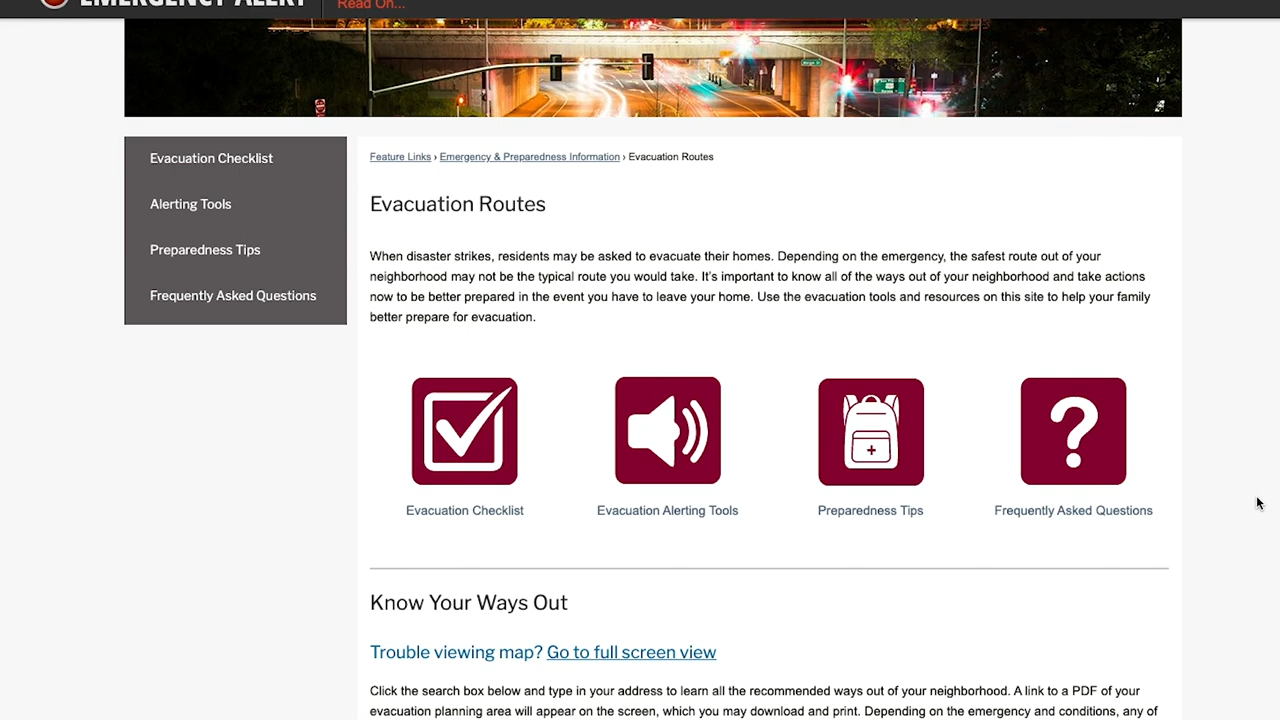 EMERGENCY ALERT
Read On...
Evacuation Checklist
Alerting Tools
Preparedness Tips
Frequently Asked Questions
Feature Links › Emergency & Preparedness Information › Evacuation Routes
Evacuation Routes
When disaster strikes, residents may be asked to evacuate their homes. Depending on the emergency, the safest route out of your
neighborhood may not be the typical route you would take. It's important to know all of the ways out of your neighborhood and take actions
now to be better prepared in the event you have to leave your home. Use the evacuation tools and resources on this site to help your family
better prepare for evacuation.
Evacuation Checklist
Evacuation Alerting Tools
Preparedness Tips
Frequently Asked Questions
Know Your Ways Out
Trouble viewing map? Go to full screen view
Click the search box below and type in your address to learn all the recommended ways out of your neighborhood. A link to a PDF of your
evacuation planning area will appear on the screen, which you may download and print. Depending on the emergency and conditions, any of